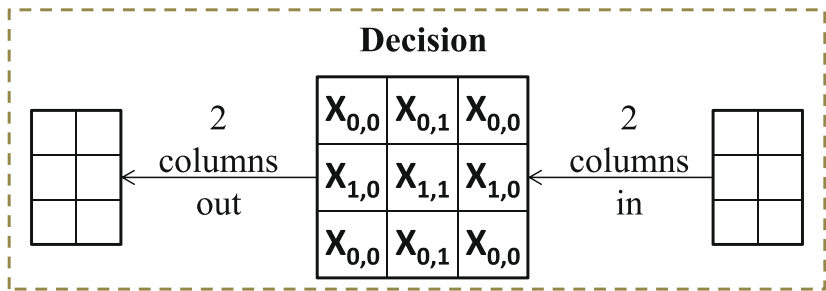 Decision
2
columns
out
X0,0 X0,1 X0,0
X1,0 X1,1 X1,0
X0,0 X0,1 X0,0
2
columns
in